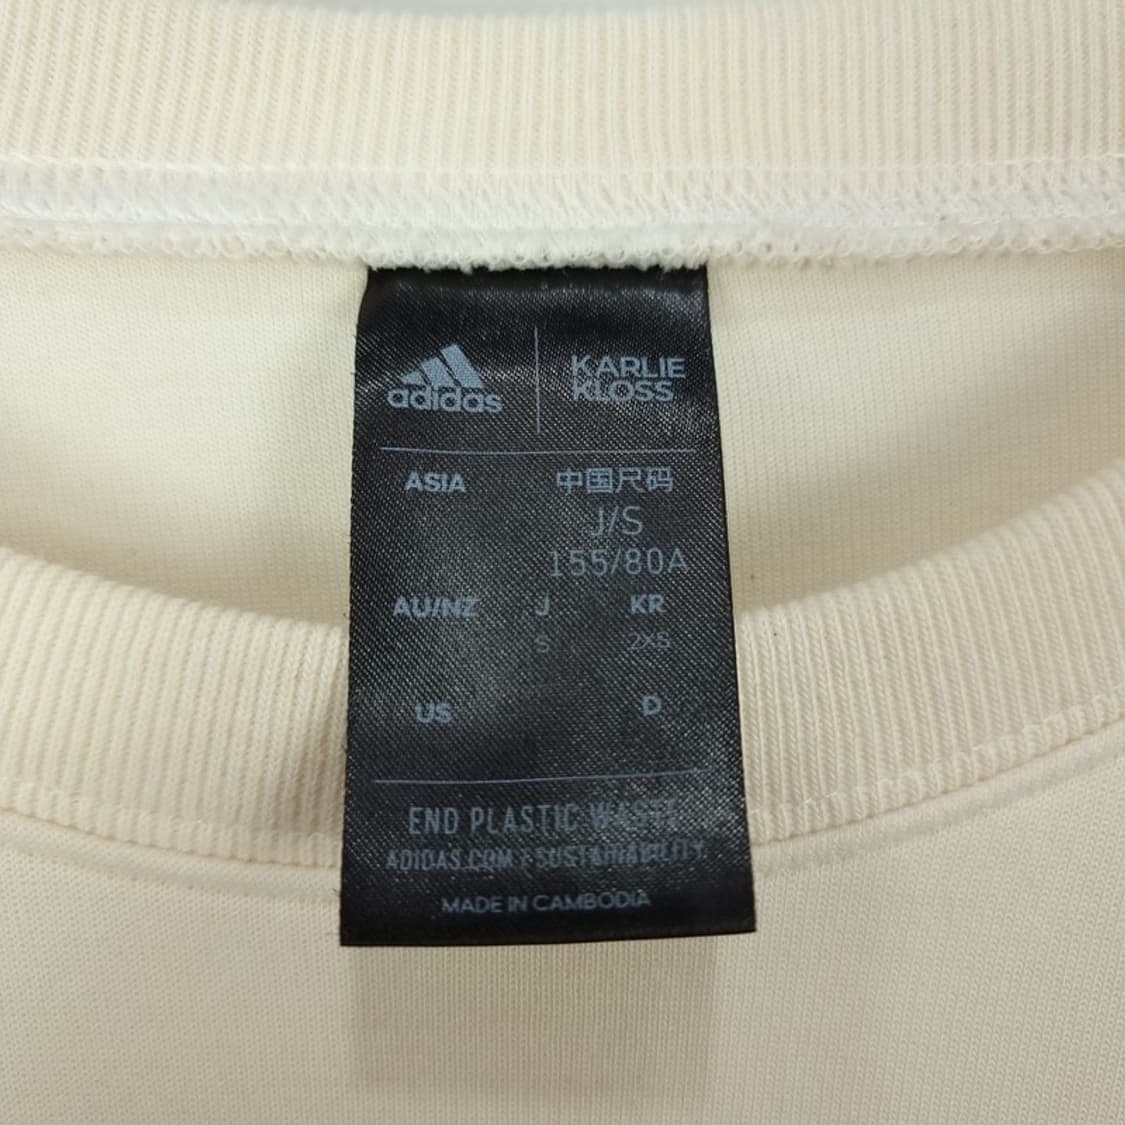 adidas
KARLIE
KLOSS
ASIA 中国尺码
J/S
155/80A
AU/NZ J KR
S 2XS
US D
END PLASTIC WASTE
ADIDAS.COM / SUSTAINABILITY
MADE IN CAMBODIA